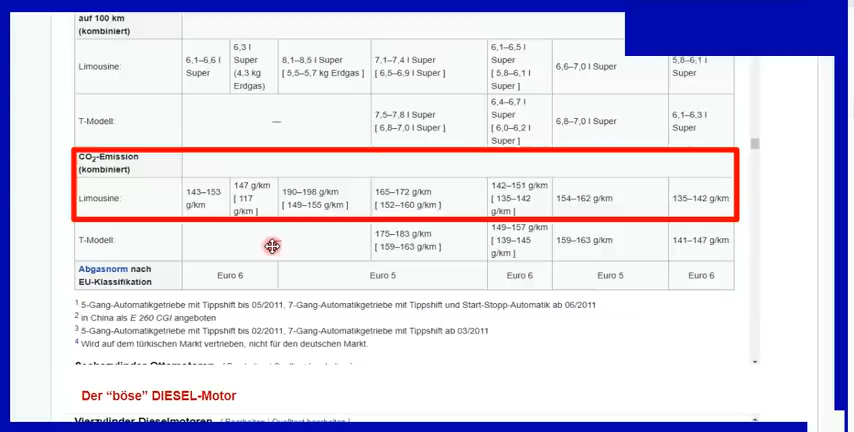 auf 100 km
(kombiniert)
Limousine:
6,1–6,6 l
Super
6,3 l
Super
(4,3 kg
Erdgas)
8,1–8,5 l Super
[ 5,5–5,7 kg Erdgas ]
7,1–7,4 l Super
[ 6,5–6,9 l Super ]
6,1–6,5 l
Super
[ 5,8–6,1 l
Super ]
6,6–7,0 l Super
5,8–6,1 l
Super
T-Modell:
—
7,5–7,8 l Super
[ 6,8–7,0 l Super ]
6,4–6,7 l
Super
[ 6,0–6,2 l
Super ]
6,8–7,0 l Super
6,1–6,3 l
Super
CO2-Emission
(kombiniert)
Limousine:
143–153
g/km
147 g/km
[ 117
g/km ]
190–198 g/km
[ 149–155 g/km ]
165–172 g/km
[ 152–160 g/km ]
142–151 g/km
[ 135–142
g/km ]
154–162 g/km
135–142 g/km
T-Modell:
175–183 g/km
[ 159–163 g/km ]
149–157 g/km
[ 139–145
g/km ]
159–163 g/km
141–147 g/km
Abgasnorm nach
EU-Klassifikation
Euro 6
Euro 5
Euro 6
Euro 5
Euro 6
1 5-Gang-Automatikgetriebe mit Tippshift bis 05/2011, 7-Gang-Automatikgetriebe mit Tippshift und Start-Stopp-Automatik ab 06/2011
2 in China als E 260 CGI angeboten
3 5-Gang-Automatikgetriebe mit Tippshift bis 02/2011, 7-Gang-Automatikgetriebe mit Tippshift ab 03/2011
4 Wird auf dem türkischen Markt vertrieben, nicht für den deutschen Markt.
Sechszylinder Ottomotoren
Der “böse” DIESEL-Motor
Vierzylinder Dieselmotoren [ Bearbeiten | Quelltext bearbeiten ]